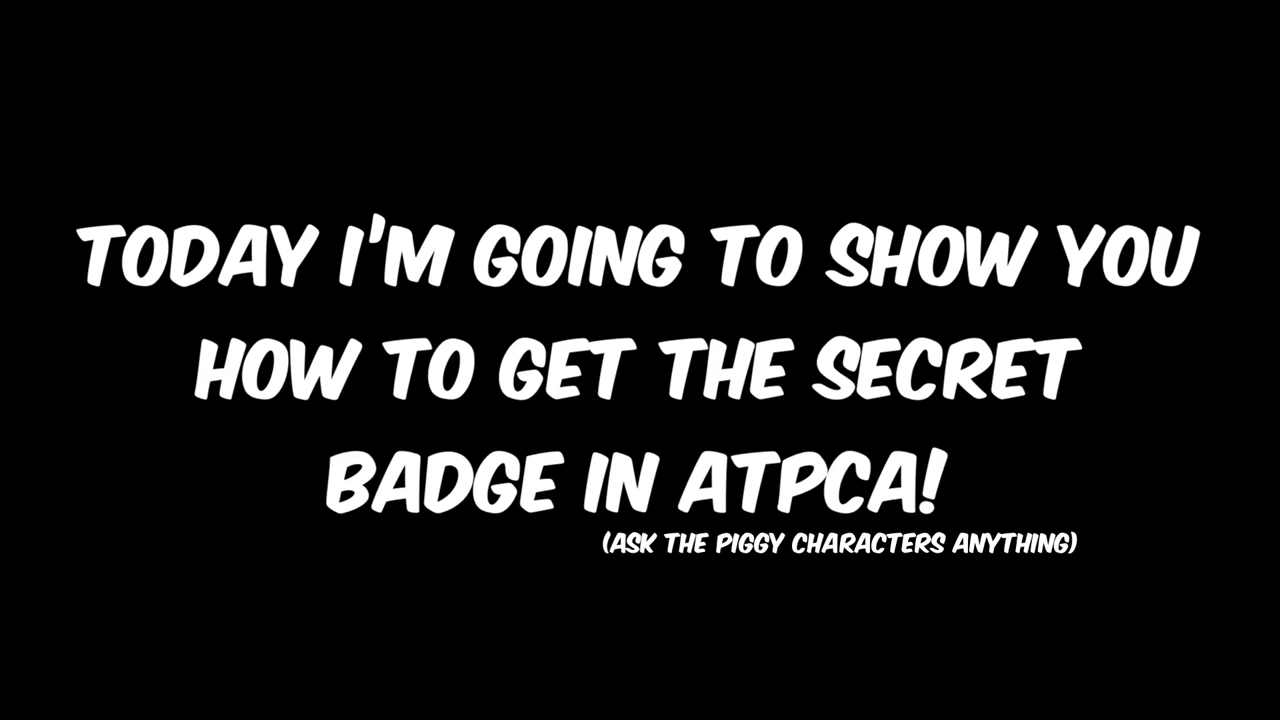 TODAY I'M GOING TO SHOW YOU
HOW TO GET THE SECRET
BADGE IN ATPCA!
(ASK THE PIGGY CHARACTERS ANYTHING)